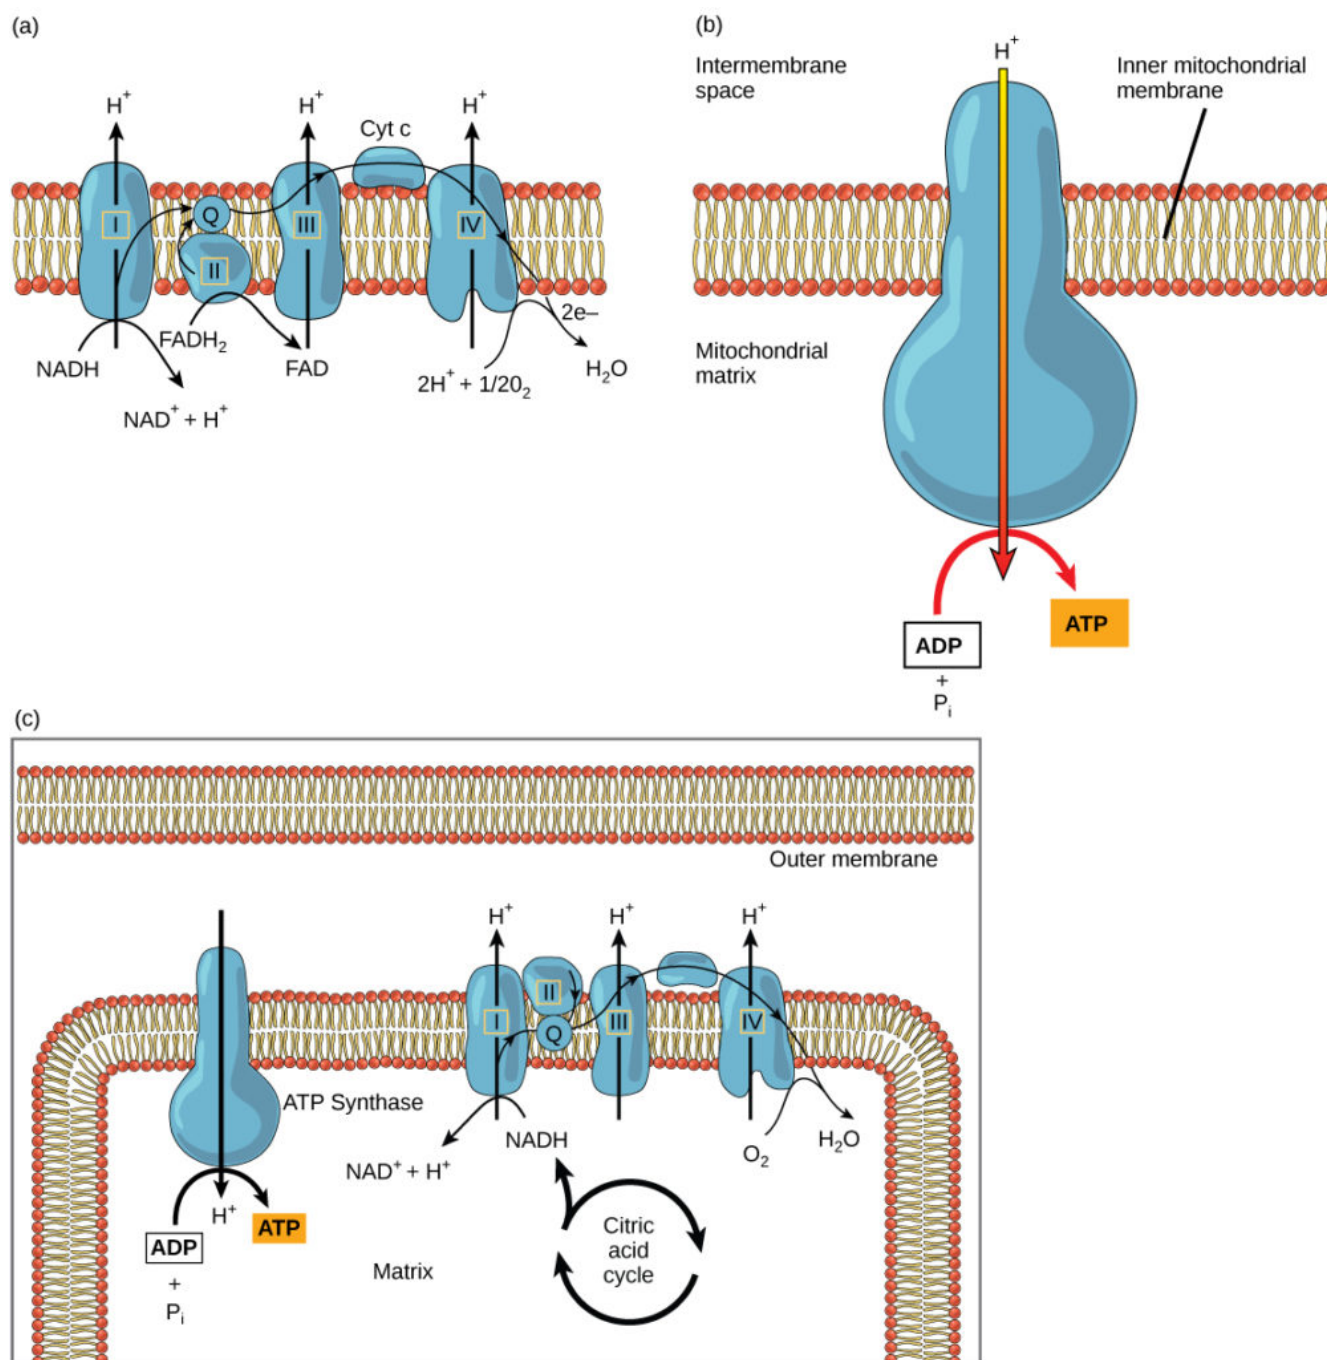 (a)
H+ H+ Cyt c H+
I Q III IV
II
2e–
NADH FADH2 FAD 2H+ + 1/202 H2O
NAD+ + H+
(b)
H+
Intermembrane
space
Inner mitochondrial
membrane
Mitochondrial
matrix
ADP
+
Pi
ATP
(c)
Outer membrane
H+ H+ H+
II
I Q III IV
ATP Synthase
NADH
NAD+ + H+
O2 H2O
H+
ADP
+
Pi
ATP
Matrix
Citric
acid
cycle